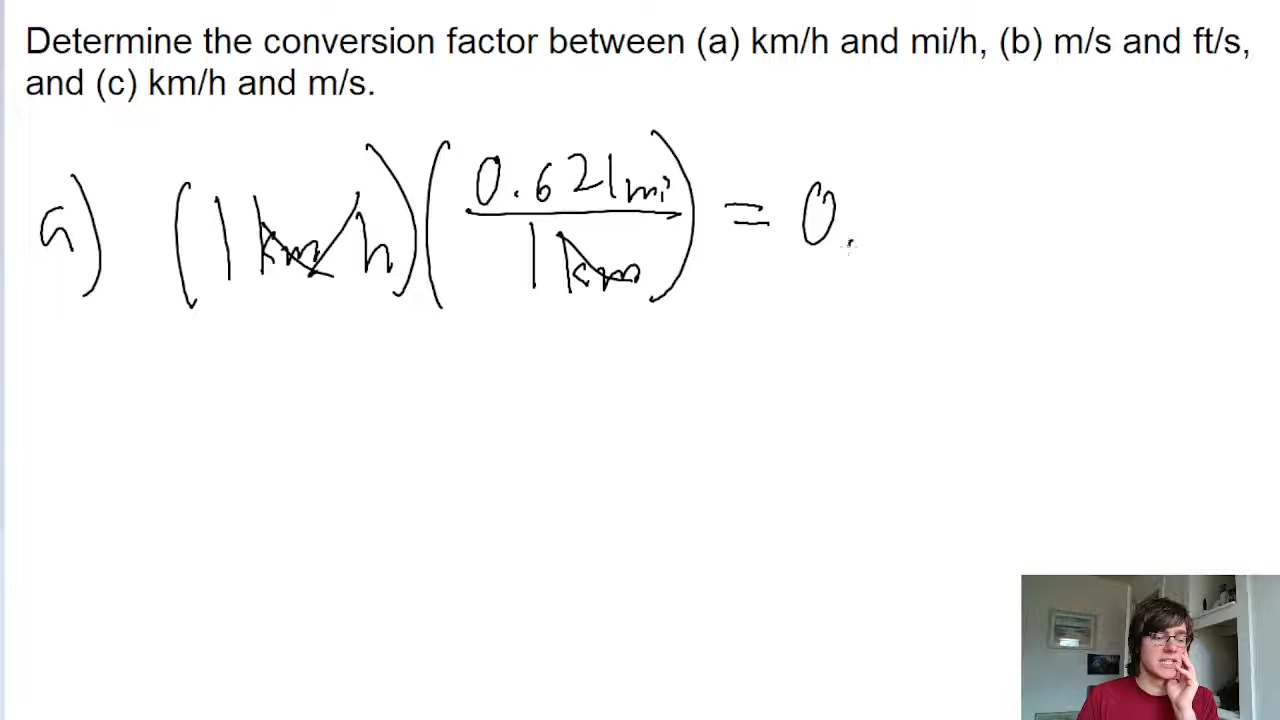 Determine the conversion factor between (a) km/h and mi/h, (b) m/s and ft/s,
and (c) km/h and m/s.
a) (1 km/h) (0.621 mi / 1 km) = 0.